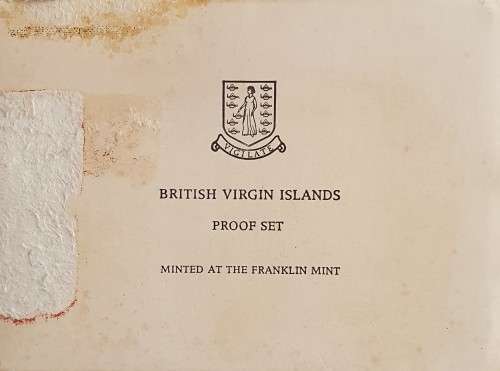 VIGILATE
BRITISH VIRGIN ISLANDS
PROOF SET
MINTED AT THE FRANKLIN MINT